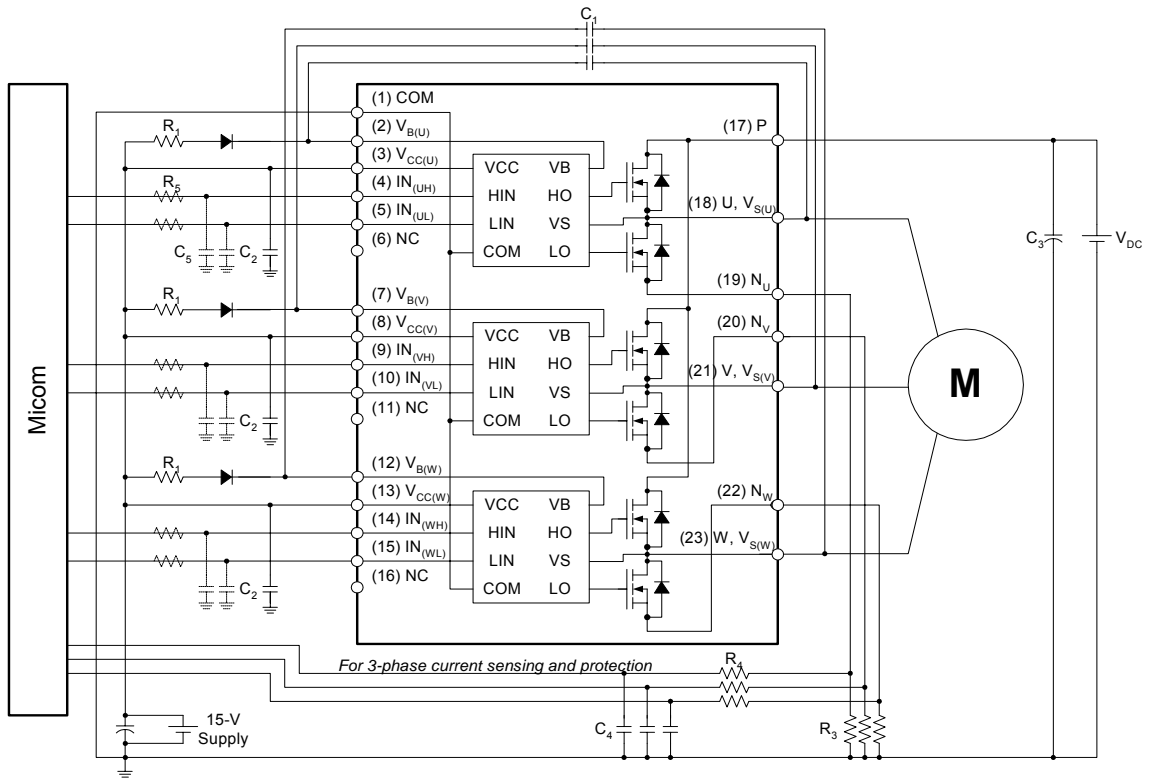 C1
Micom
(1) COM
R1
(2) VB(U)
(3) VCC(U)
R5
(4) IN(UH)
(5) IN(UL)
(6) NC
C5
C2
VCC VB
HIN HO
LIN VS
COM LO
(17) P
(18) U, VS(U)
(19) NU
C3
VDC
R1
(7) VB(V)
(8) VCC(V)
(9) IN(VH)
(10) IN(VL)
(11) NC
C2
VCC VB
HIN HO
LIN VS
COM LO
(20) NV
(21) V, VS(V)
M
R1
(12) VB(W)
(13) VCC(W)
(14) IN(WH)
(15) IN(WL)
(16) NC
C2
VCC VB
HIN HO
LIN VS
COM LO
(22) NW
(23) W, VS(W)
For 3-phase current sensing and protection
R4
15-V
Supply
C4
R3